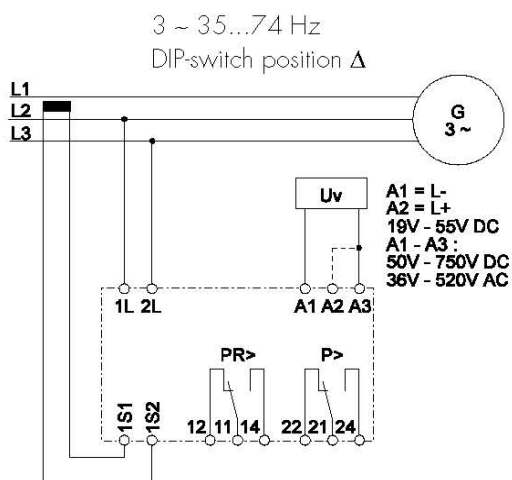 3 ~ 35...74 Hz
DIP-switch position Δ
L1
L2
L3
G
3 ~
Uv
A1 = L-
A2 = L+
19V - 55V DC
A1 - A3 :
50V - 750V DC
36V - 520V AC
1L 2L A1 A2 A3
PR> P>
1S1 1S2 12 11 14 22 21 24